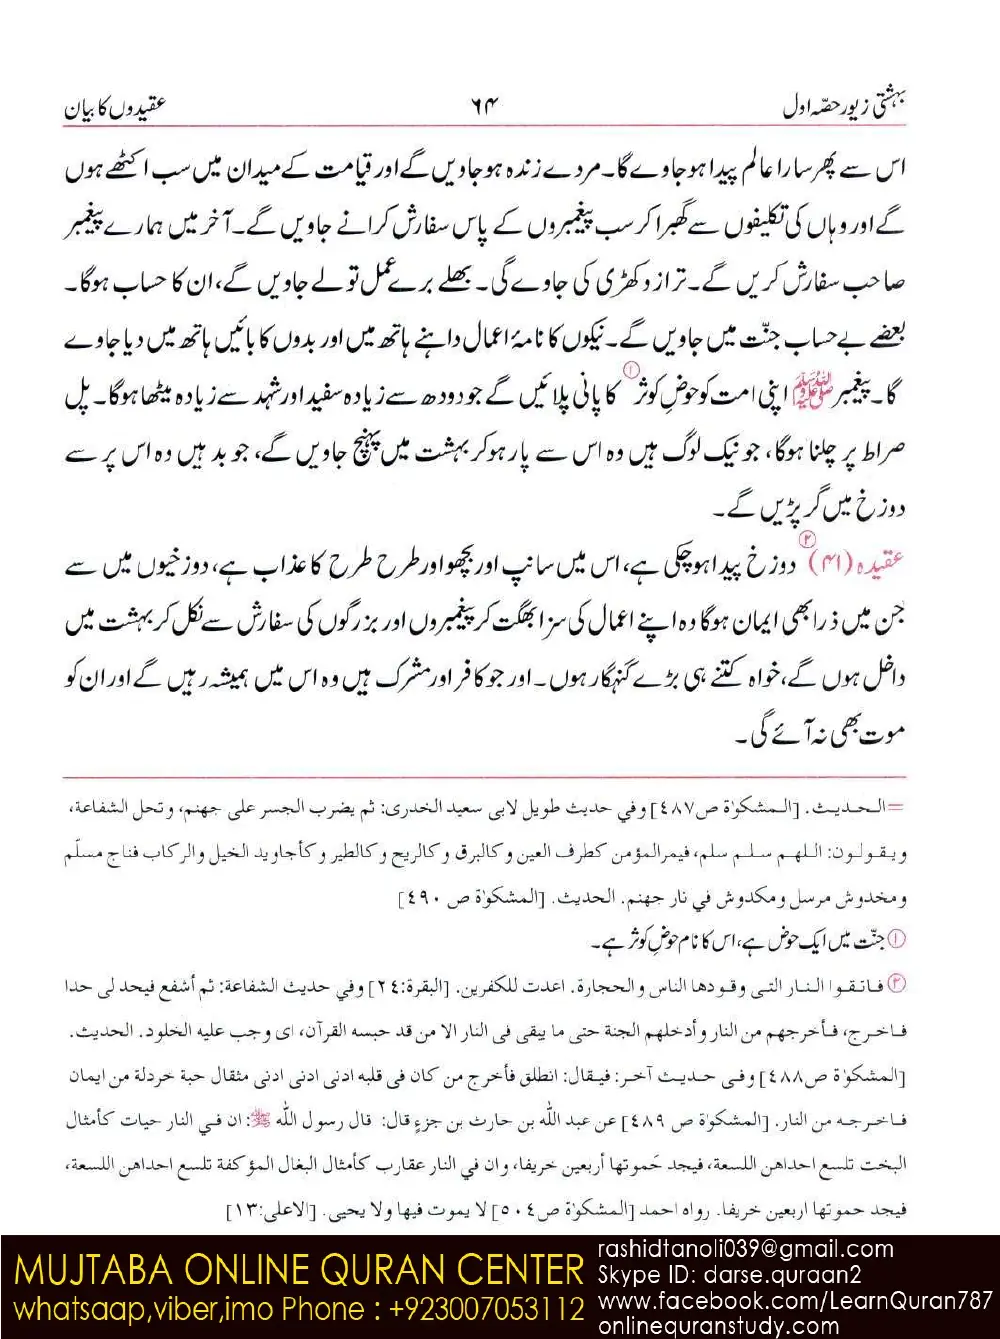 بہشتی زیور حصّہ اول ۶۴ عقیدوں کا بیان
اس سے پھر سارا عالم پیدا ہو جاوے گا۔ مردے زندہ ہو جاویں گے اور قیامت کے میدان میں سب اکٹھے ہوں
گے اور وہاں کی تکلیفوں سے گھبرا کر سب پیغمبروں کے پاس سفارش کرانے جاویں گے۔ آخر میں ہمارے پیغمبر
صاحب سفارش کریں گے۔ ترازو کھڑی کی جاوے گی۔ بھلے برے عمل تولے جاویں گے، ان کا حساب ہوگا۔
بعضے بے حساب جنّت میں جاویں گے۔ نیکوں کا نامۂ اعمال داہنے ہاتھ میں اور بدوں کا بائیں ہاتھ میں دیا جاوے
گا۔ پیغمبر ﷺ اپنی امت کو حوضِ کوثر ① کا پانی پلائیں گے جو دودھ سے زیادہ سفید اور شہد سے زیادہ میٹھا ہوگا۔ پل
صراط پر چلنا ہوگا، جو نیک لوگ ہیں وہ اس سے پار ہو کر بہشت میں پہنچ جاویں گے، جو بد ہیں وہ اس پر سے
دوزخ میں گر پڑیں گے۔
عقیدہ (۴۱) ② دوزخ پیدا ہو چکی ہے، اس میں سانپ اور بچھو اور طرح طرح کا عذاب ہے، دوزخیوں میں سے
جن میں ذرا بھی ایمان ہوگا وہ اپنے اعمال کی سزا بھگت کر پیغمبروں اور بزرگوں کی سفارش سے نکل کر بہشت میں
داخل ہوں گے، خواہ کتنے ہی بڑے گنہگار ہوں۔ اور جو کافر اور مشرک ہیں وہ اس میں ہمیشہ رہیں گے اور ان کو
موت بھی نہ آئے گی۔
= الحديث. [المشكوٰة ص٤٨٧] وفي حديث طويل لابى سعيد الخدرى: ثم يضرب الجسر على جهنم، وتحل الشفاعة،
ويقولون: اللهم سلم سلم، فيمر المؤمن كطرف العين وكالبرق وكالريح وكالطير وكأجاويد الخيل والركاب فناج مسلّم
ومخدوش مرسل ومكدوش في نار جهنم. الحديث. [المشكوٰة ص ٤٩٠]
① جنّت میں ایک حوض ہے، اس کا نام حوضِ کوثر ہے۔
② فاتقوا النار التى وقودها الناس والحجارة. اعدت للكفرين. [البقرة:٢٤] وفي حديث الشفاعة: ثم أشفع فيحد لى حدا
فاخرج، فأخرجهم من النار وأدخلهم الجنة حتى ما يبقى فى النار الا من قد حبسه القرآن، اى وجب عليه الخلود. الحديث.
[المشكوٰة ص٤٨٨] وفى حديث آخر: فيقال: انطلق فأخرج من كان فى قلبه ادنى ادنى ادنى مثقال حبة خردلة من ايمان
فاخرجه من النار. [المشكوٰة ص ٤٨٩] عن عبد الله بن حارث بن جزءٍ قال: قال رسول الله ﷺ: ان في النار حيات كأمثال
البخت تلسع احداهن اللسعة، فيجد حَموتها أربعين خريفا، وان في النار عقارب كأمثال البغال المؤكفة تلسع احداهن اللسعة،
فيجد حموتها اربعين خريفا. رواه احمد [المشكوٰة ص٥٠٤] لا يموت فيها ولا يحيى. [الاعلى:١٣]
MUJTABA ONLINE QURAN CENTER
whatsaap,viber,imo Phone : +923007053112
rashidtanoli039@gmail.com
Skype ID: darse.quraan2
www.facebook.com/LearnQuran787
onlinequranstudy.com